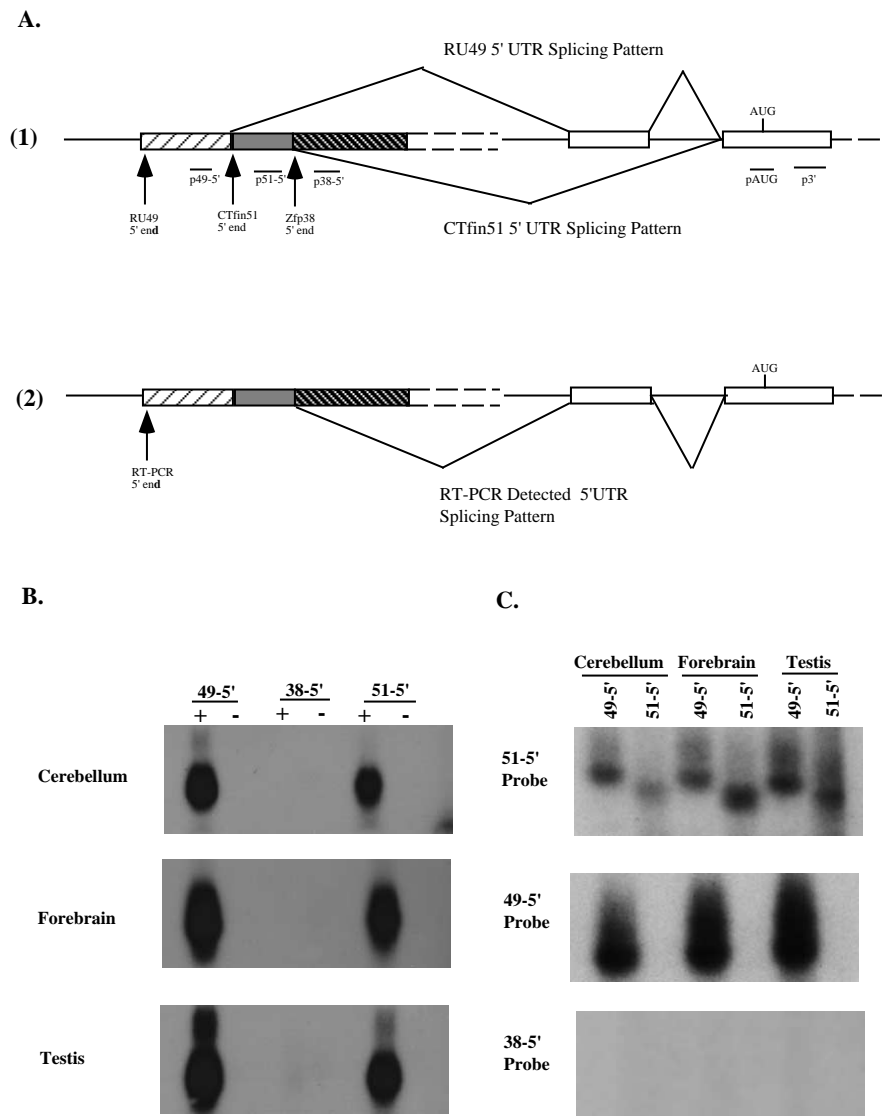 A.
RU49 5' UTR Splicing Pattern
AUG
(1)
p49-5'
p51-5'
p38-5'
pAUG
p3'
RU49
5' end
CTfin51
5' end
Zfp38
5' end
CTfin51 5' UTR Splicing Pattern
AUG
(2)
RT-PCR
5' end
RT-PCR Detected 5'UTR
Splicing Pattern
B.
49-5' 38-5' 51-5'
+ - + - + -
Cerebellum
Forebrain
Testis
C.
Cerebellum Forebrain Testis
49-5' 51-5' 49-5' 51-5' 49-5' 51-5'
51-5'
Probe
49-5'
Probe
38-5'
Probe